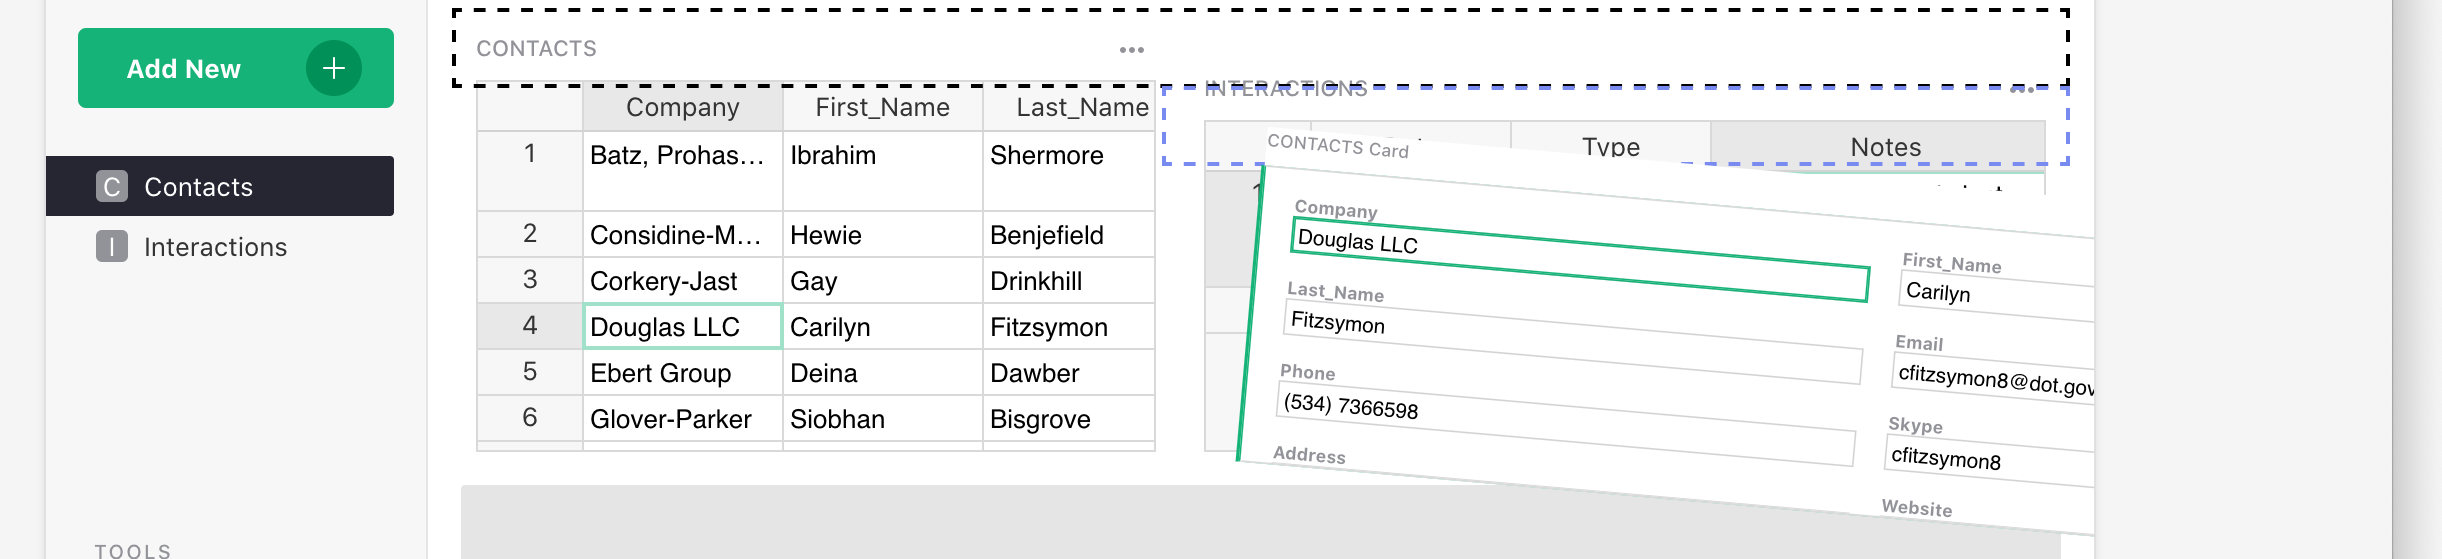 Add New
C Contacts
I Interactions
TOOLS
CONTACTS
Company First_Name Last_Name
1 Batz, Prohas... Ibrahim Shermore
2 Considine-M... Hewie Benjefield
3 Corkery-Jast Gay Drinkhill
4 Douglas LLC Carilyn Fitzsymon
5 Ebert Group Deina Dawber
6 Glover-Parker Siobhan Bisgrove
INTERACTIONS
Type Notes
1
CONTACTS Card
Company
Douglas LLC
First_Name
Carilyn
Last_Name
Fitzsymon
Email
cfitzsymon8@dot.gov
Phone
(534) 7366598
Skype
cfitzsymon8
Address
Website